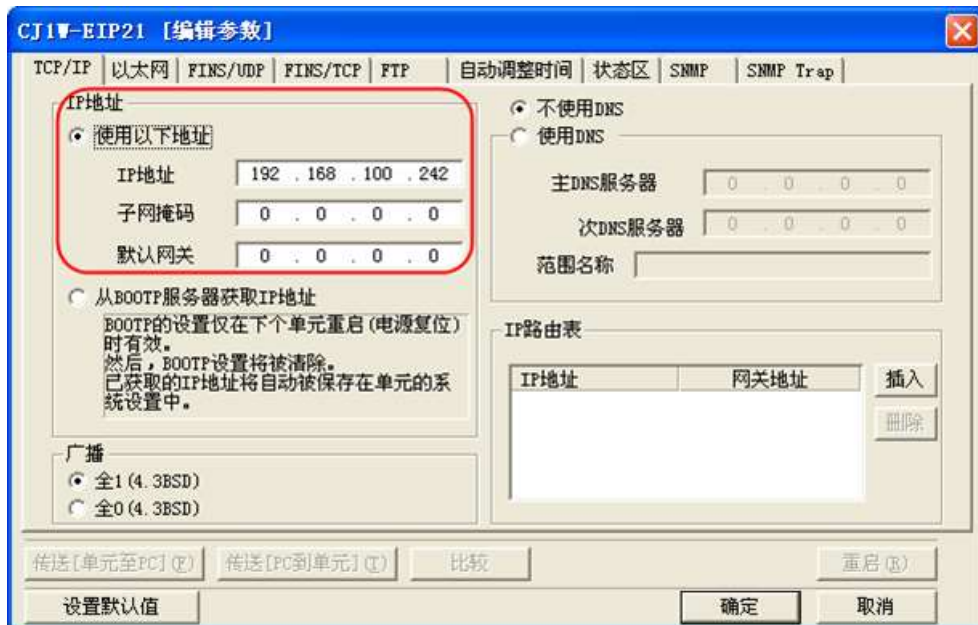 CJ1W-EIP21 [编辑参数]
TCP/IP 以太网 FINS/UDP FINS/TCP FTP 自动调整时间 状态区 SNMP SNMP Trap
IP地址
使用以下地址
IP地址 192 . 168 . 100 . 242
子网掩码 0 . 0 . 0 . 0
默认网关 0 . 0 . 0 . 0
从BOOTP服务器获取IP地址
BOOTP的设置仅在下个单元重启(电源复位)
时有效。
然后,BOOTP设置将被清除。
已获取的IP地址将自动被保存在单元的系
统设置中。
广播
全1(4.3BSD)
全0(4.3BSD)
不使用DNS
使用DNS
主DNS服务器 0 . 0 . 0 . 0
次DNS服务器 0 . 0 . 0 . 0
范围名称
IP路由表
IP地址 网关地址
插入
删除
传送[单元至PC](F) 传送[PC到单元](T) 比较 重启(R)
设置默认值 确定 取消